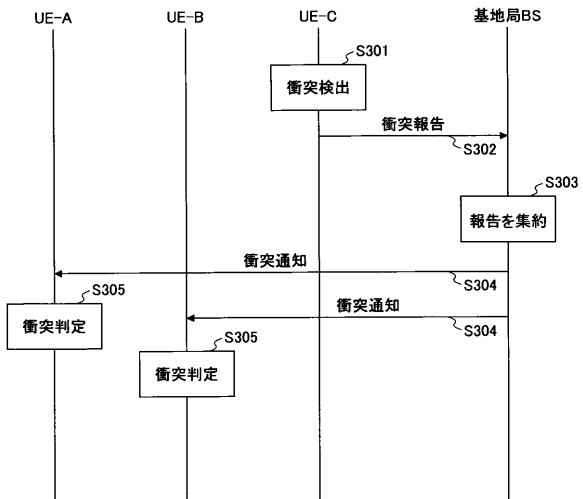 UE-A UE-B UE-C 基地局BS
S301
衝突検出
衝突報告
S302
S303
報告を集約
衝突通知
S304
S305
衝突判定
衝突通知
S304
S305
衝突判定